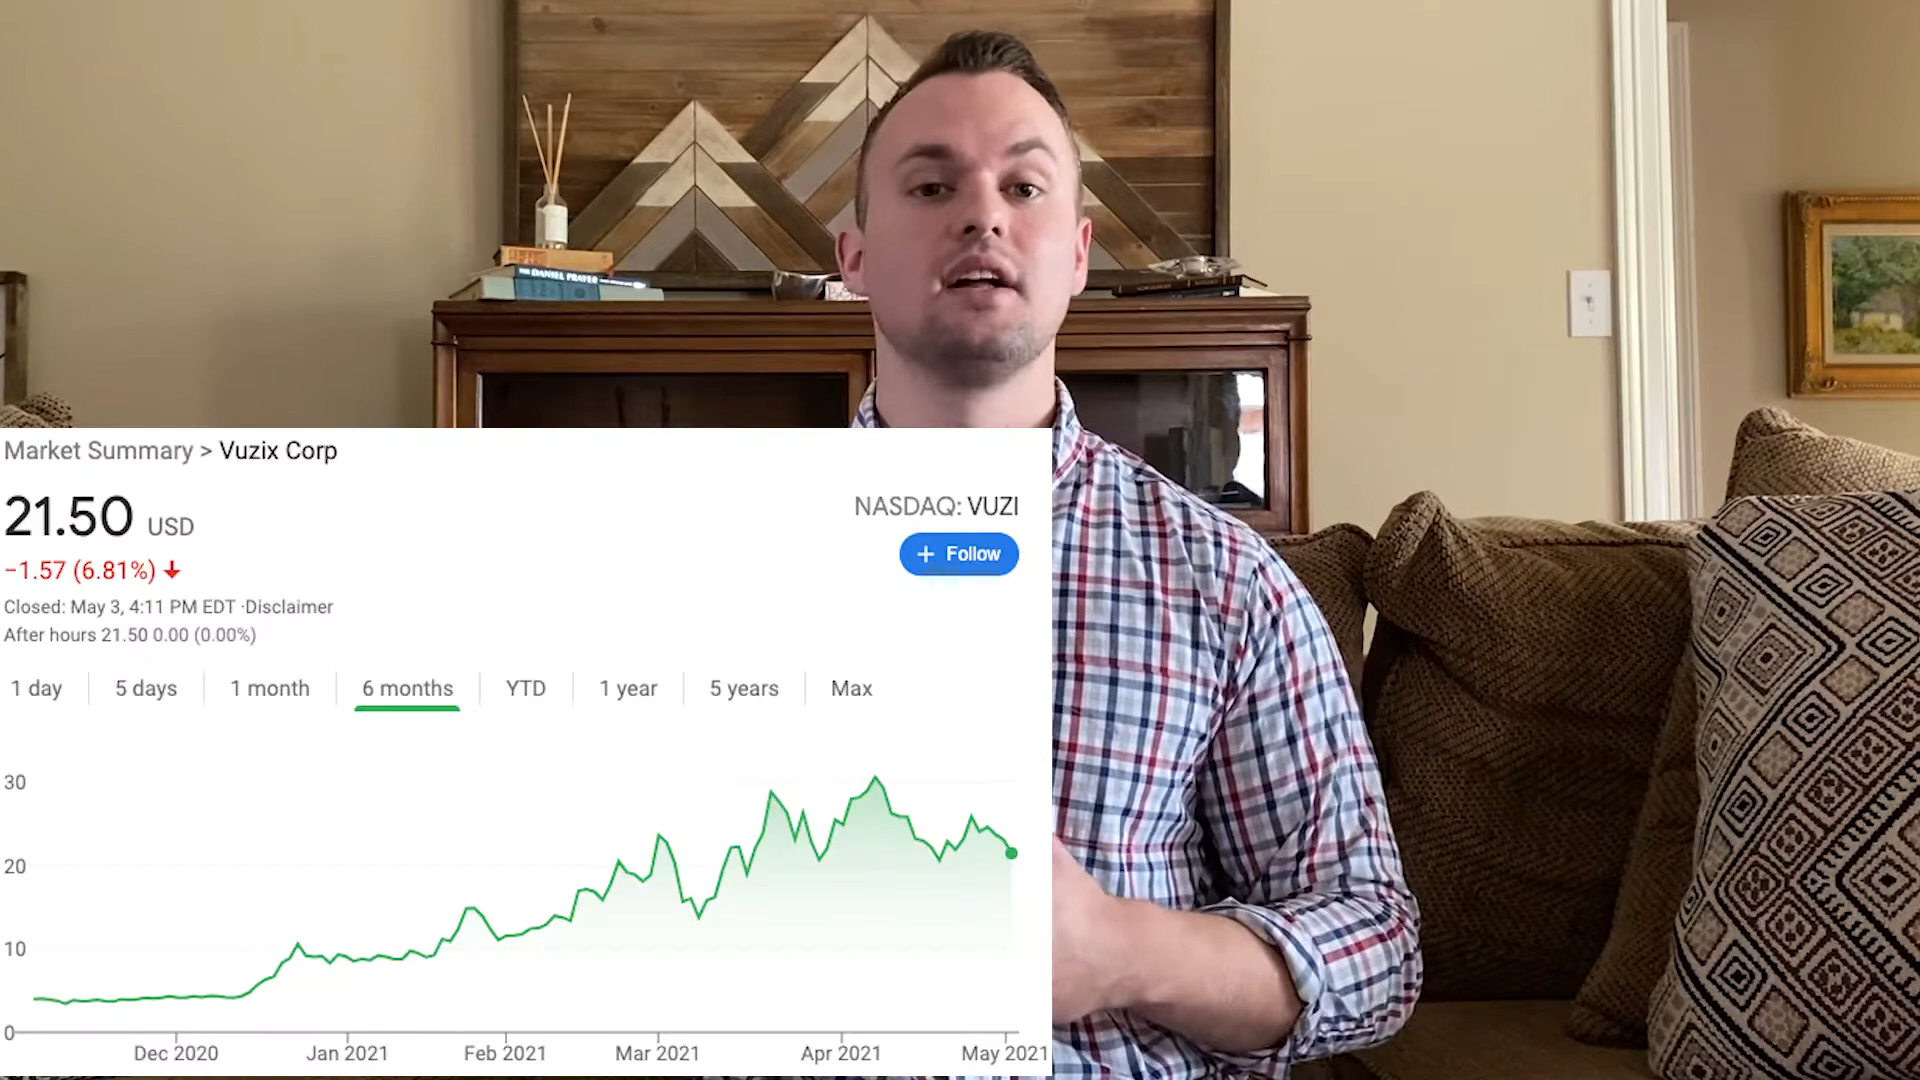 THE DANIEL PRAYER
Market Summary > Vuzix Corp
21.50 USD
NASDAQ: VUZI
−1.57 (6.81%)
+ Follow
Closed: May 3, 4:11 PM EDT ·Disclaimer
After hours 21.50 0.00 (0.00%)
1 day 5 days 1 month 6 months YTD 1 year 5 years Max
30
20
10
0
Dec 2020 Jan 2021 Feb 2021 Mar 2021 Apr 2021 May 2021